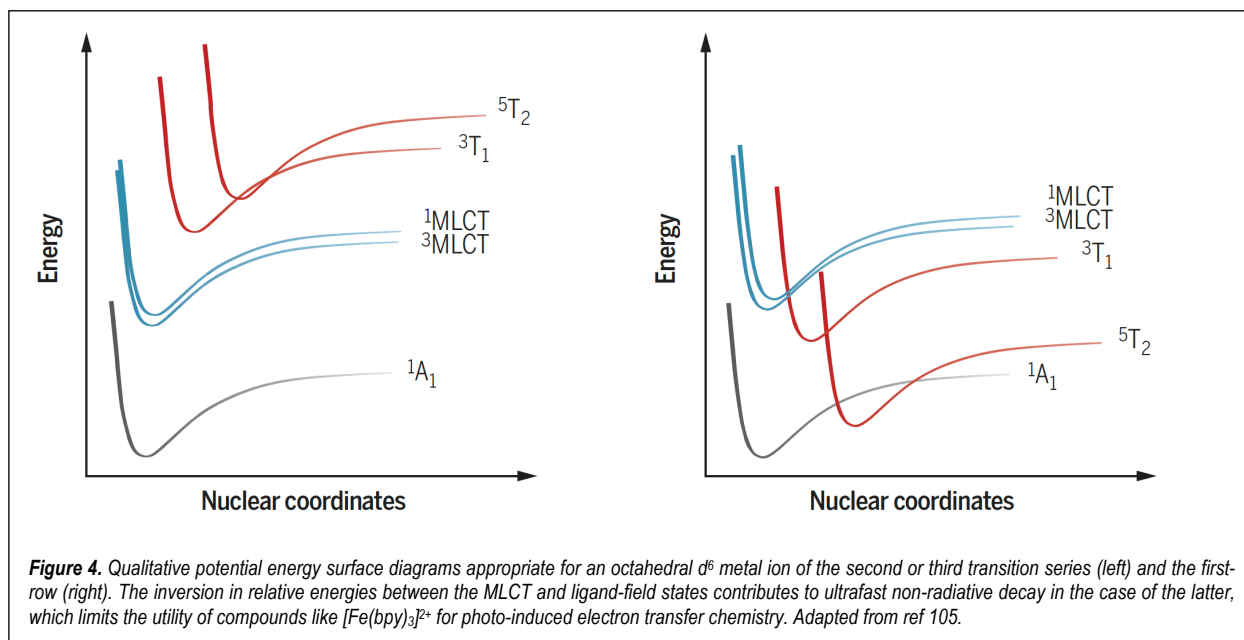 Energy
⁵T₂
³T₁
¹MLCT
³MLCT
¹A₁
Nuclear coordinates
Energy
¹MLCT
³MLCT
³T₁
⁵T₂
¹A₁
Nuclear coordinates
Figure 4. Qualitative potential energy surface diagrams appropriate for an octahedral d⁶ metal ion of the second or third transition series (left) and the first-
row (right). The inversion in relative energies between the MLCT and ligand-field states contributes to ultrafast non-radiative decay in the case of the latter,
which limits the utility of compounds like [Fe(bpy)₃]²⁺ for photo-induced electron transfer chemistry. Adapted from ref 105.